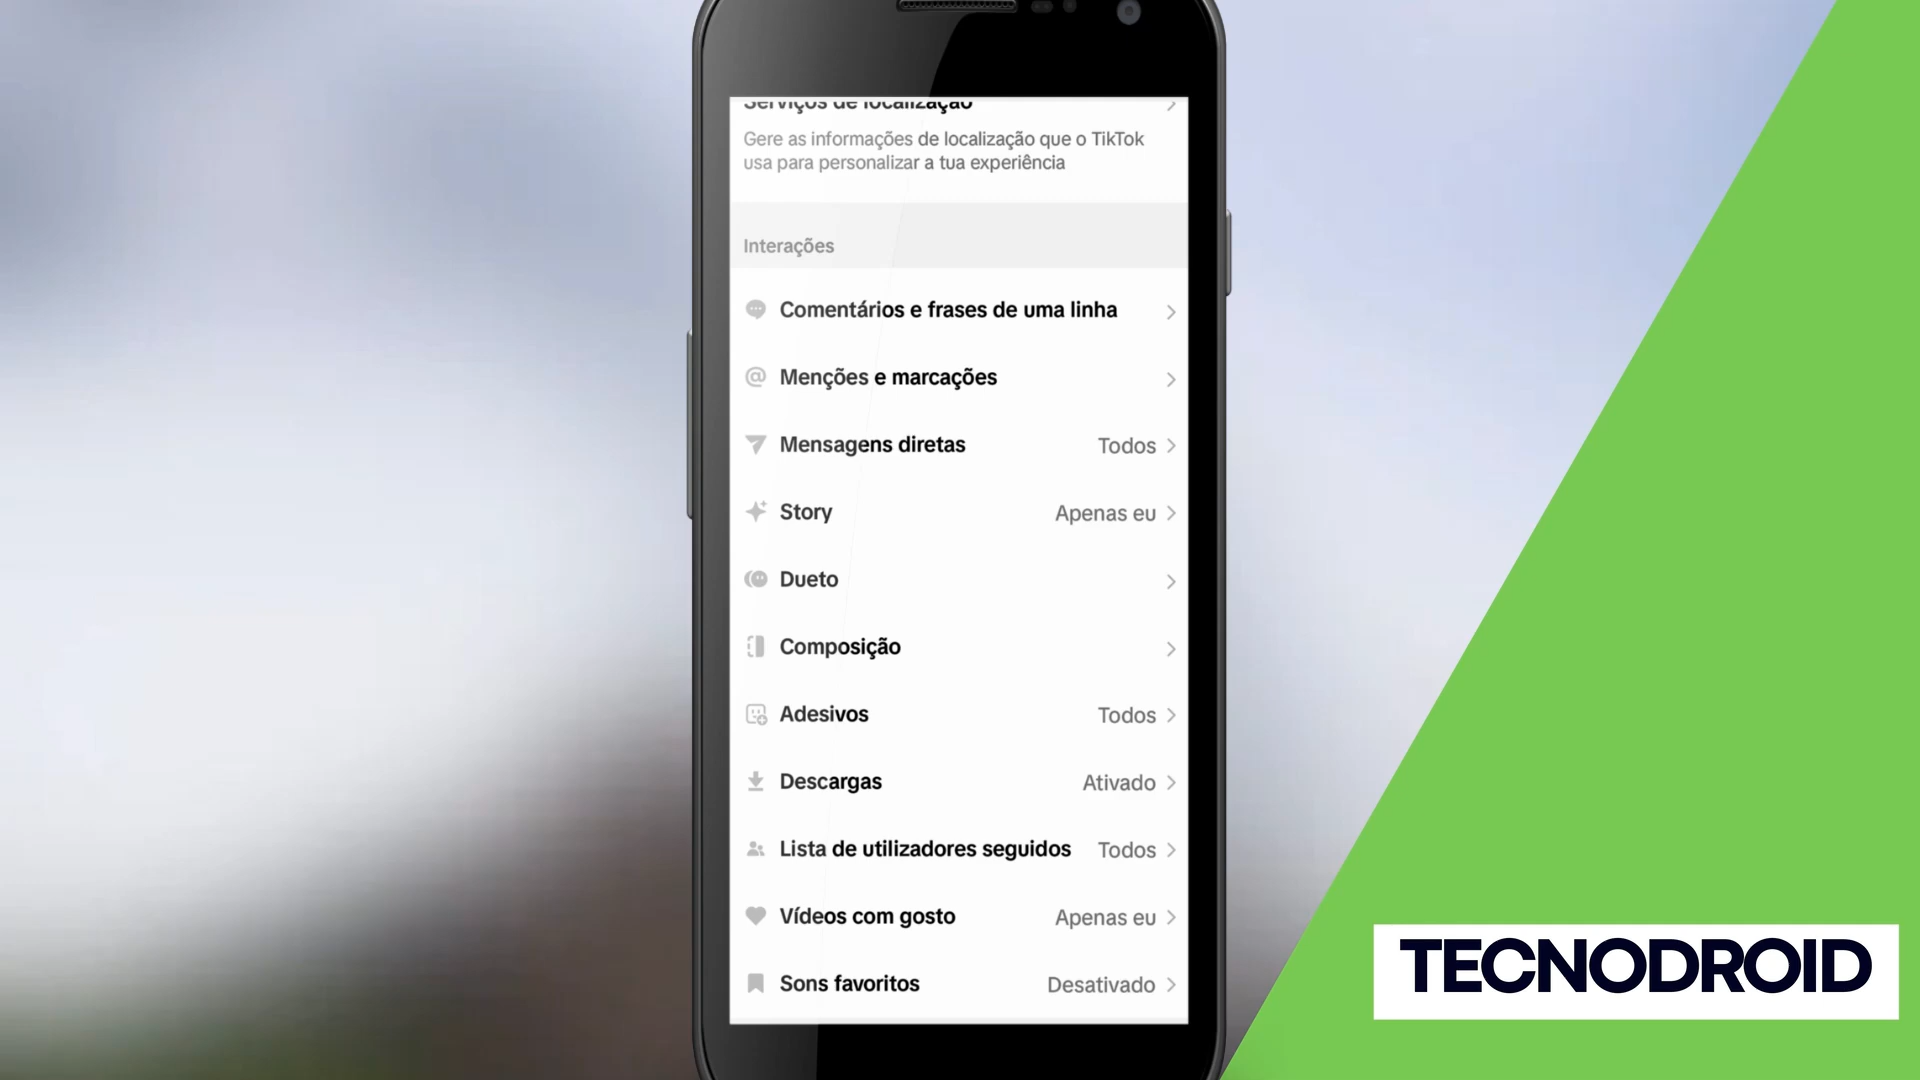 Serviços de localização
Gere as informações de localização que o TikTok
usa para personalizar a tua experiência
Interações
Comentários e frases de uma linha
Menções e marcações
Mensagens diretas Todos
Story Apenas eu
Dueto
Composição
Adesivos Todos
Descargas Ativado
Lista de utilizadores seguidos Todos
Vídeos com gosto Apenas eu
Sons favoritos Desativado
TECNODROID